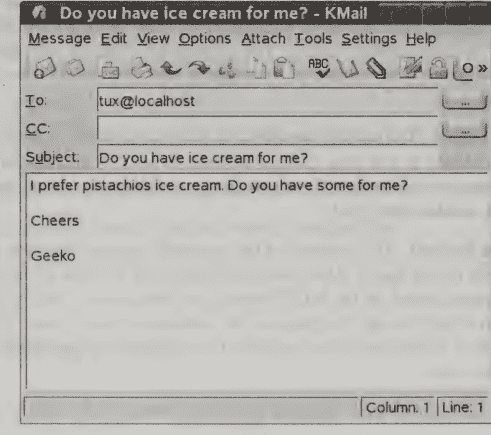 Do you have ice cream for me? - KMail
Message Edit View Options Attach Tools Settings Help
ABC
To: tux@localhost ...
CC: ...
Subject: Do you have ice cream for me?
I prefer pistachios ice cream. Do you have some for me?
Cheers
Geeko
Column: 1 Line: 1